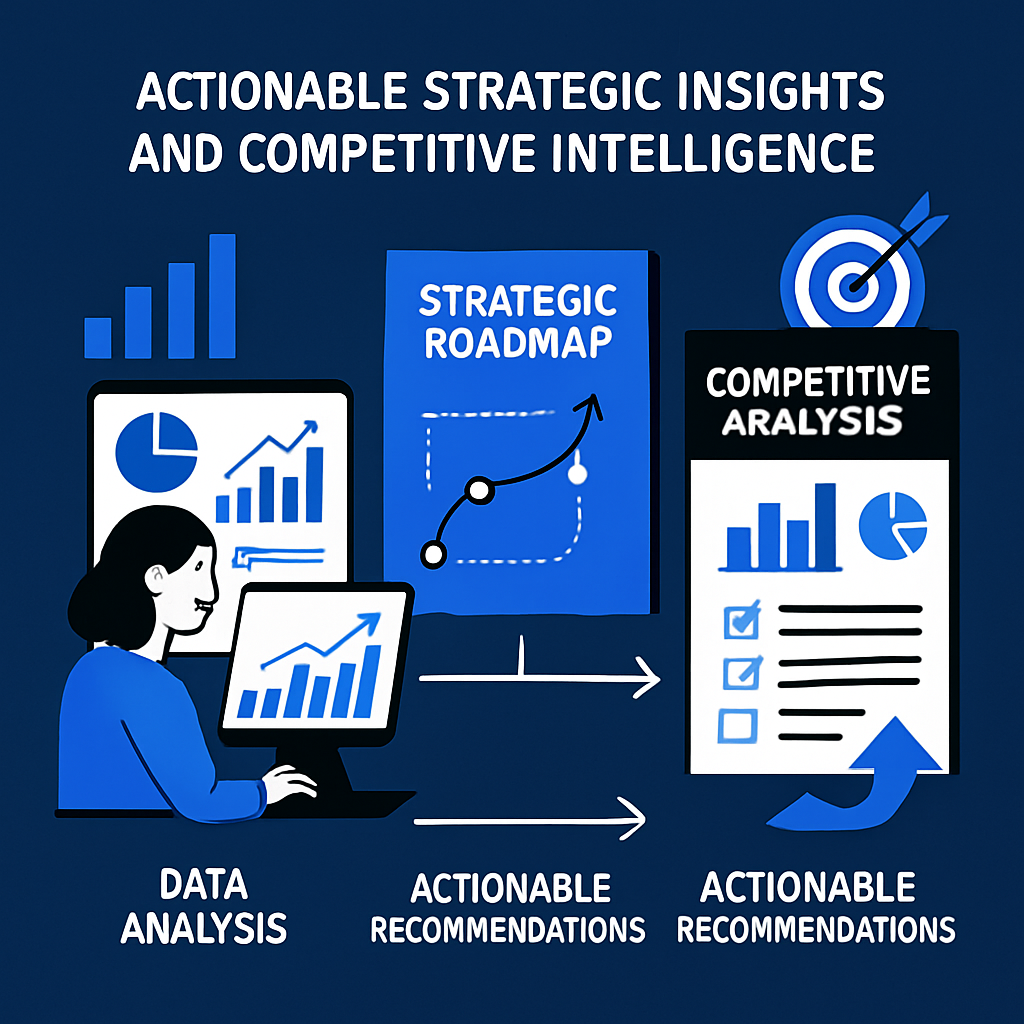 ACTIONABLE STRATEGIC INSIGHTS
AND COMPETITIVE INTELLIGENCE
STRATEGIC
ROADMAP
COMPETITIVE
ARALYSIS
DATA
ANALYSIS
ACTIONABLE
RECOMMENDATIONS
ACTIONABLE
RECOMMENDATIONS